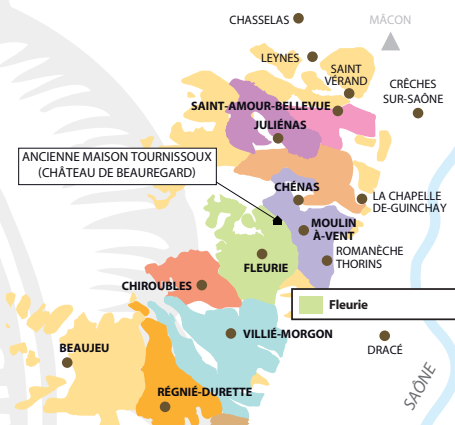 CHASSELAS
MÂCON
LEYNES
SAINT
VÉRAND
CRÊCHES
SUR-SAÔNE
SAINT-AMOUR-BELLEVUE
JULIÉNAS
ANCIENNE MAISON TOURNISSOUX
(CHÂTEAU DE BEAUREGARD)
CHÉNAS
LA CHAPELLE
DE-GUINCHAY
MOULIN
À-VENT
ROMANÈCHE
THORINS
FLEURIE
CHIROUBLES
Fleurie
VILLIÉ-MORGON
DRACÉ
BEAUJEU
SAÔNE
RÉGNIÉ-DURETTE